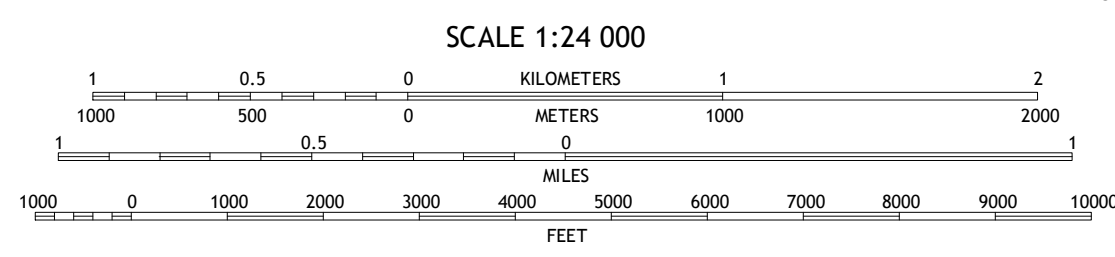 SCALE 1:24 000
1 0.5 0 KILOMETERS 1 2
1000 500 0 METERS 1000 2000
1 0.5 0 1
MILES
1000 0 1000 2000 3000 4000 5000 6000 7000 8000 9000 10000
FEET